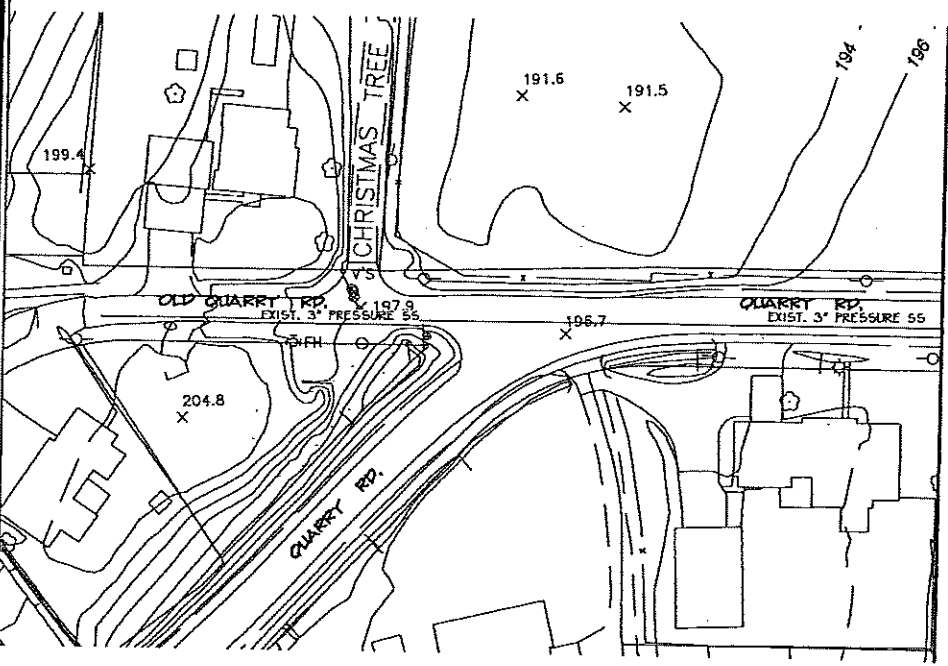 194
196
191.6
191.5
CHRISTMAS TREE
199.4
OLD QUARRY RD.
197.9
EXIST. 3" PRESSURE SS
QUARRY RD.
EXIST. 3" PRESSURE SS
196.7
FH
204.8
QUARRY RD.